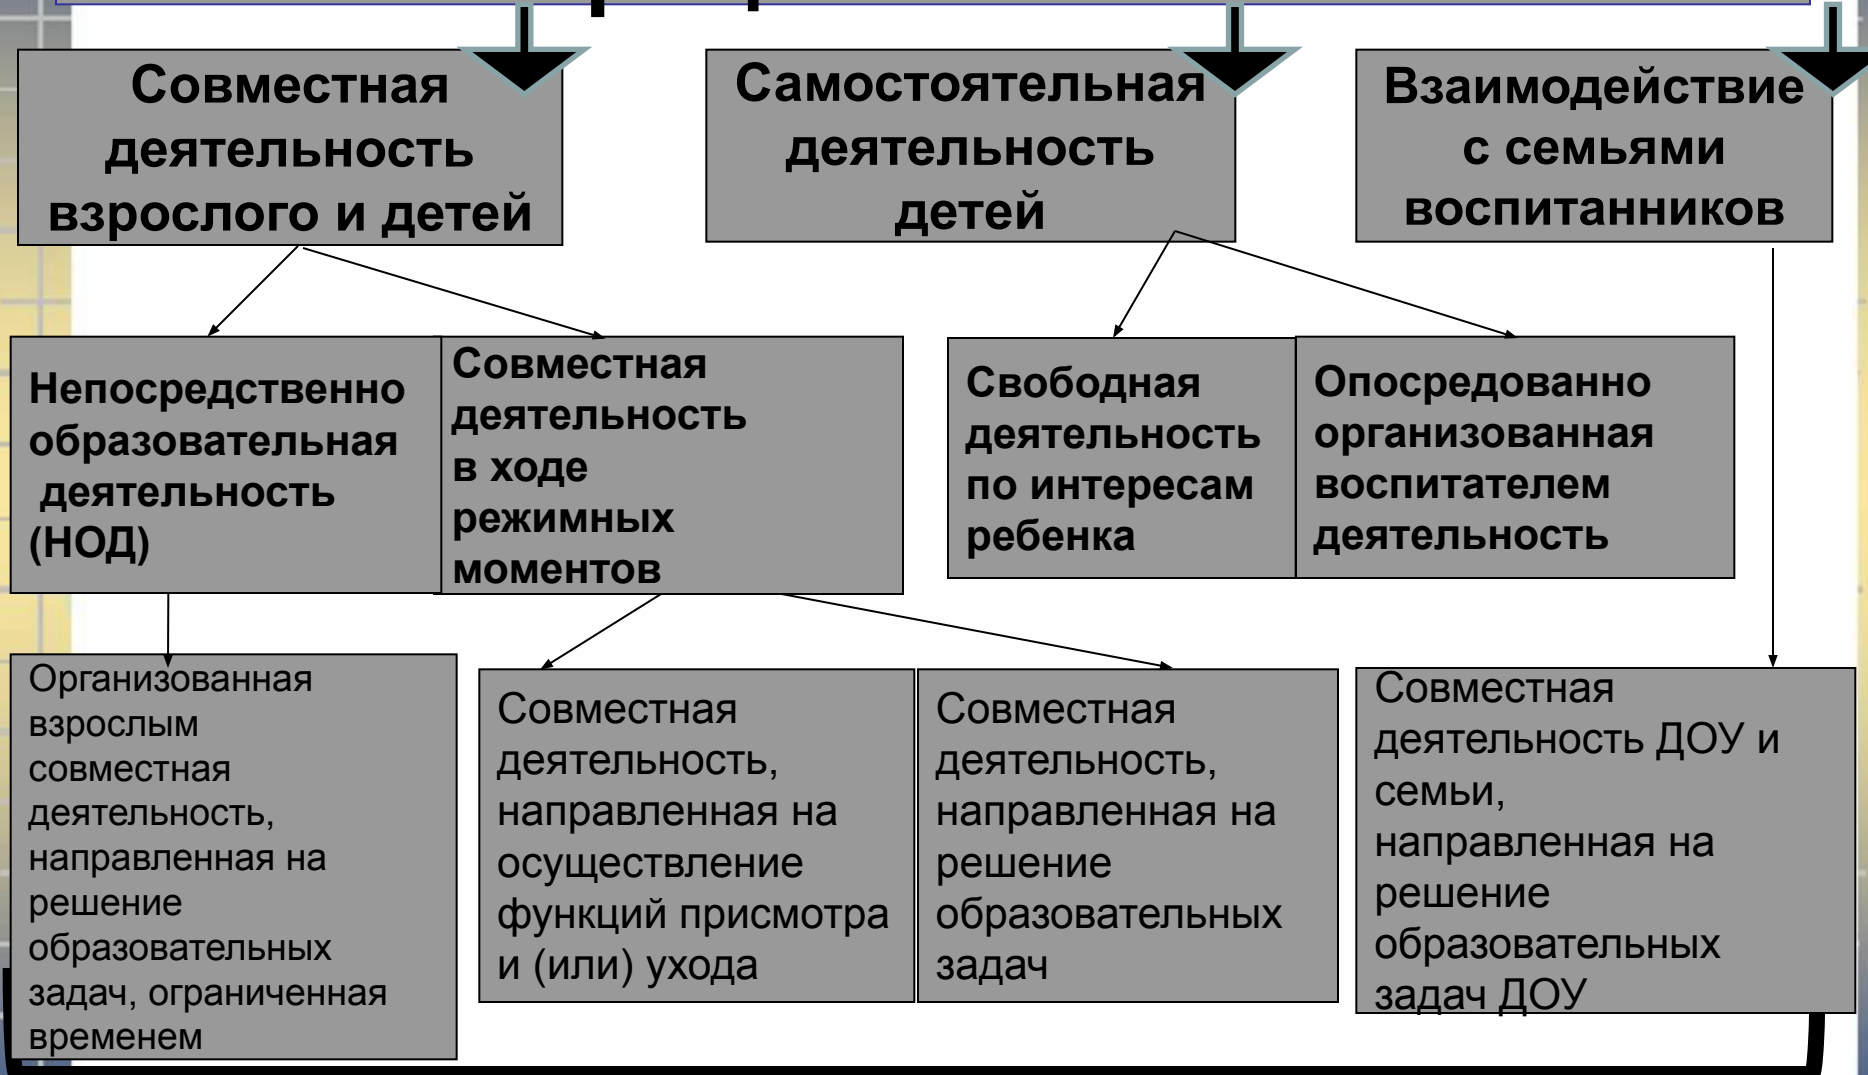 Совместная
деятельность
взрослого и детей
Самостоятельная
деятельность
детей
Взаимодействие
с семьями
воспитанников
Непосредственно
образовательная
деятельность
(НОД)
Совместная
деятельность
в ходе
режимных
моментов
Свободная
деятельность
по интересам
ребенка
Опосредованно
организованная
воспитателем
деятельность
Организованная
взрослым
совместная
деятельность,
направленная на
решение
образовательных
задач, ограниченная
временем
Совместная
деятельность,
направленная на
осуществление
функций присмотра
и (или) ухода
Совместная
деятельность,
направленная на
решение
образовательных
задач
Совместная
деятельность ДОУ и
семьи,
направленная на
решение
образовательных
задач ДОУ